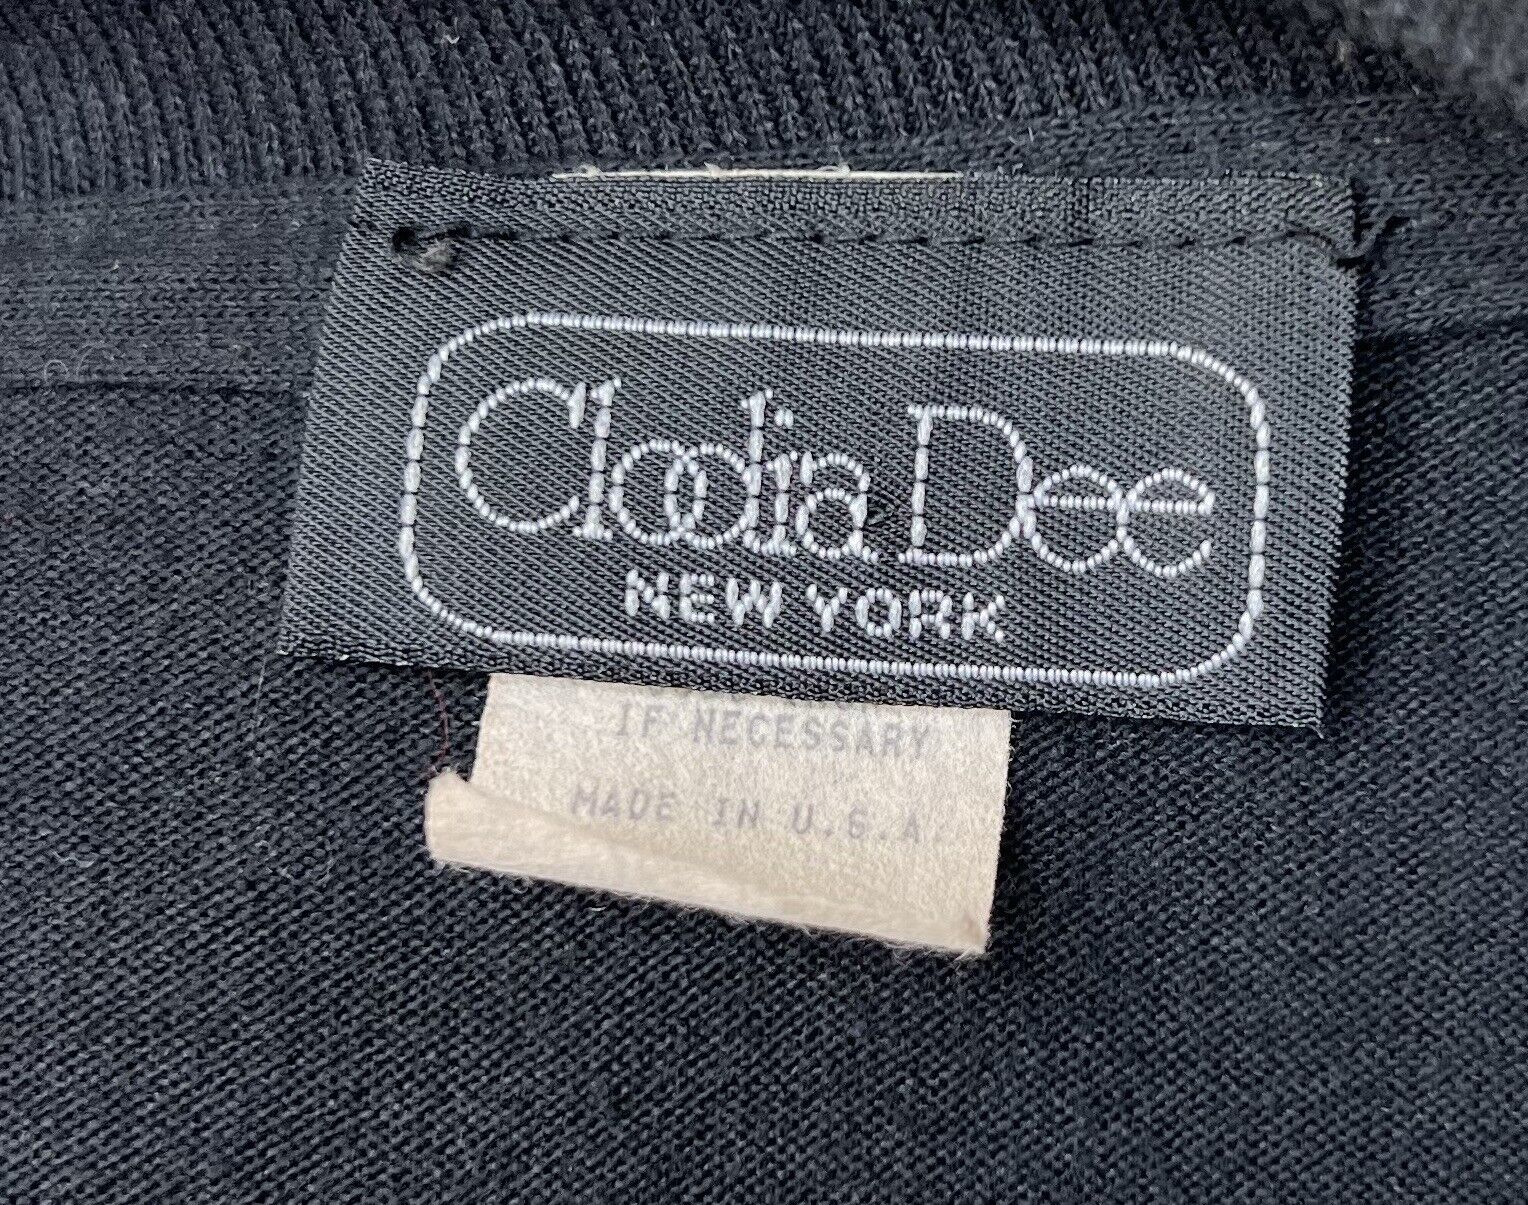 Clodia Dee
NEW YORK
IF NECESSARY
MADE IN U.S.A.